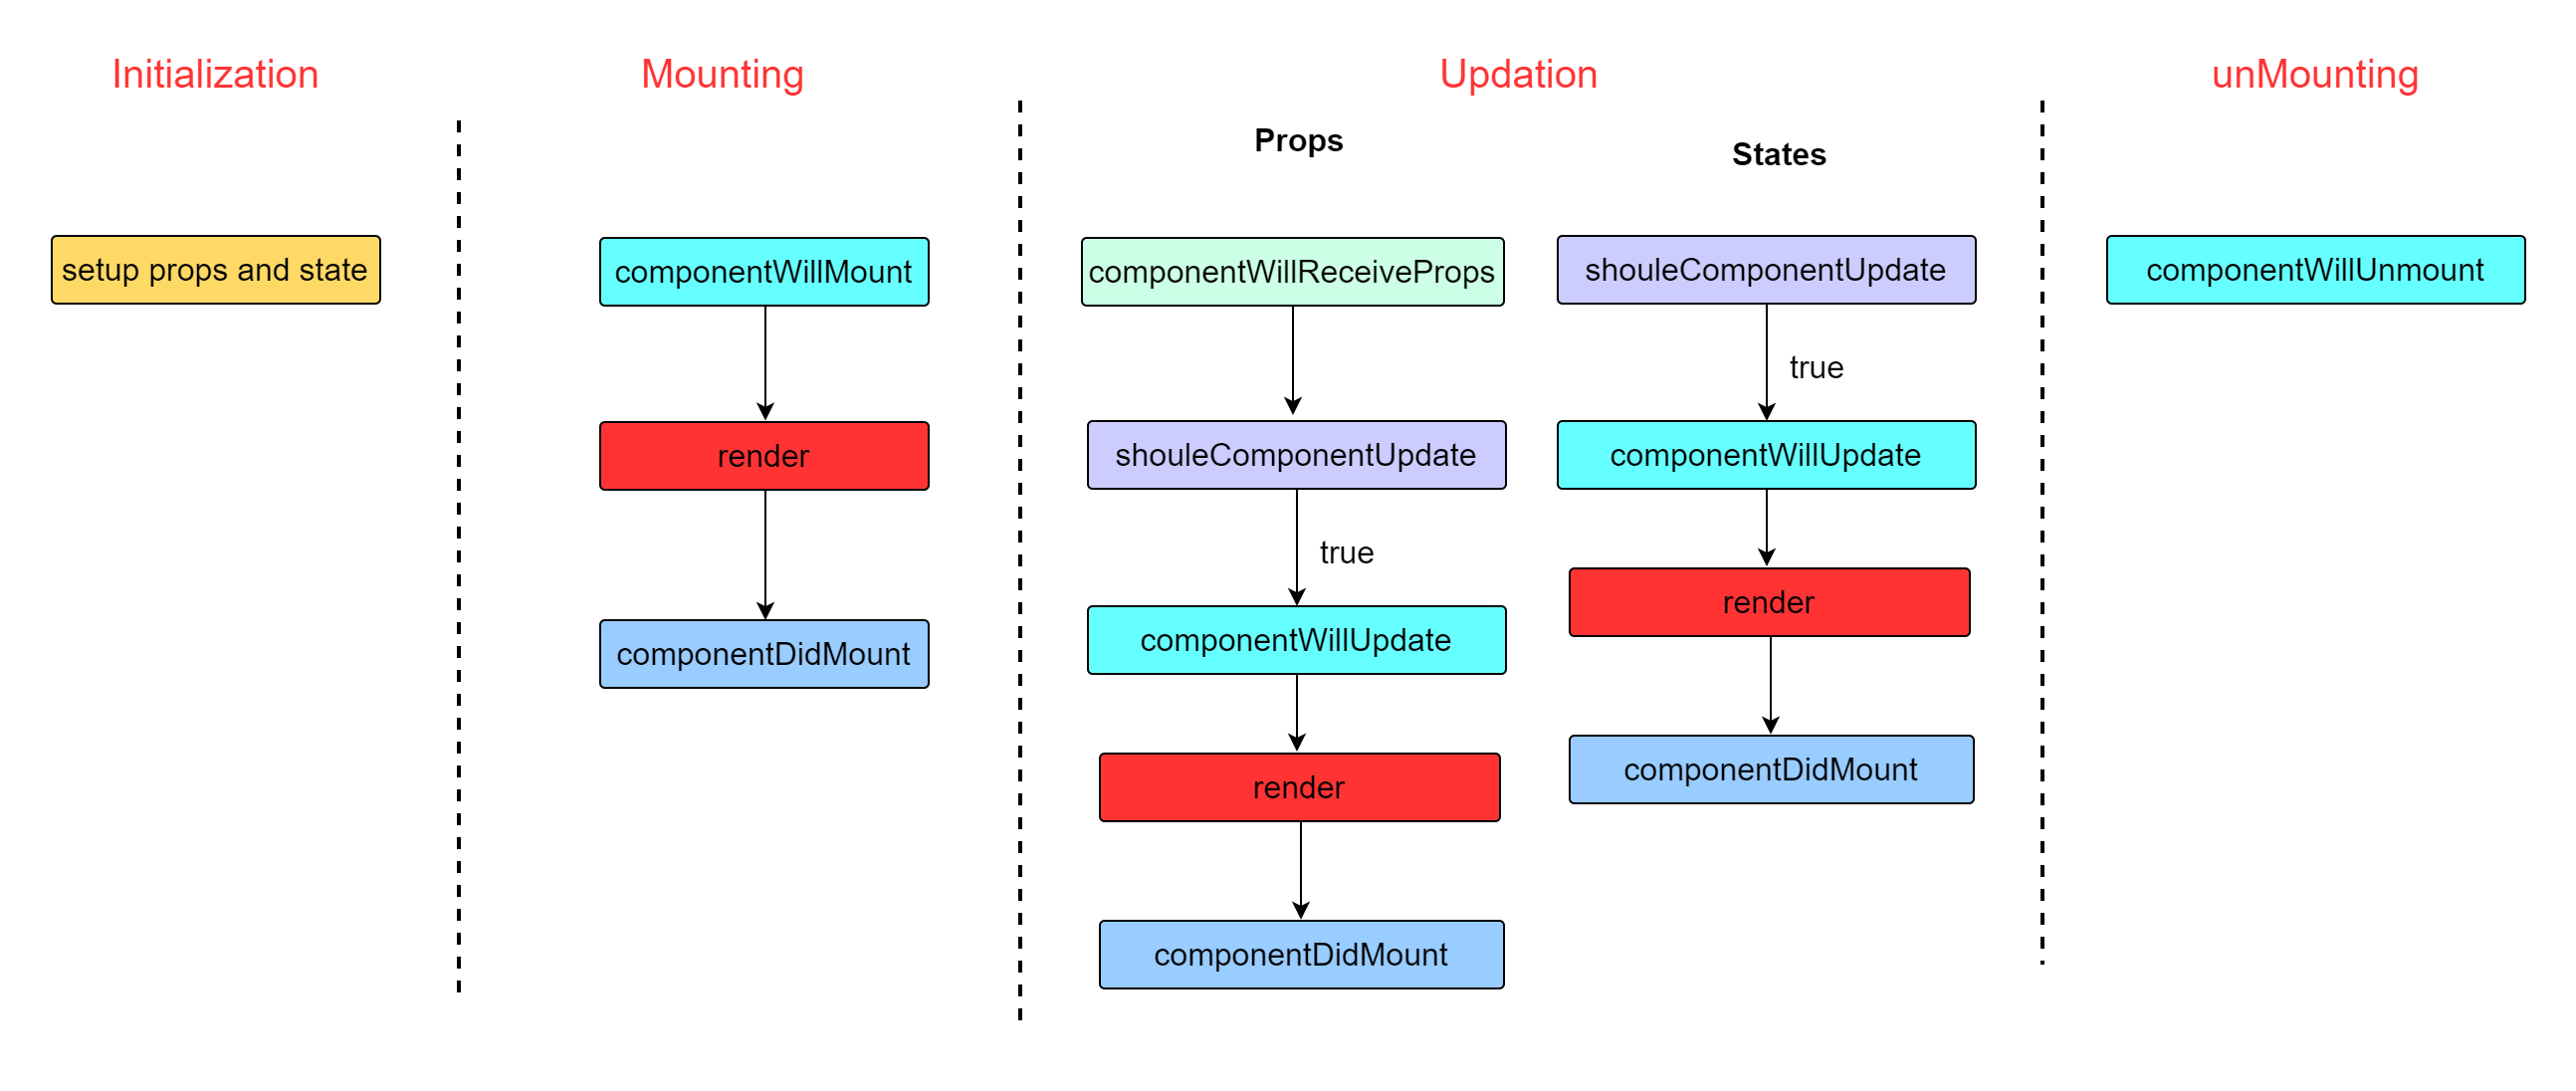 Initialization
Mounting
Updation
unMounting
Props
States
setup props and state
componentWillMount
render
componentDidMount
componentWillReceiveProps
shouleComponentUpdate
true
componentWillUpdate
render
componentDidMount
shouleComponentUpdate
true
componentWillUpdate
render
componentDidMount
componentWillUnmount